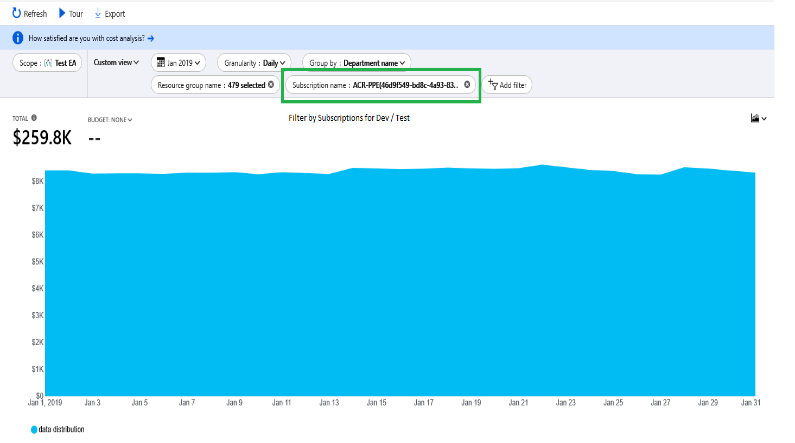 Refresh Tour Export
How satisfied are you with cost analysis?
Scope : Test EA Custom view Jan 2019 Granularity : Daily Group by : Department name
Resource group name : 479 selected Subscription name : ACR-PPE(46d9f549-bd8c-4a93-83... Add filter
TOTAL BUDGET: NONE Filter by Subscriptions for Dev / Test
$259.8K --
$8K
$7K
$6K
$5K
$4K
$3K
$2K
$1K
$0
Jan 1, 2019 Jan 3 Jan 5 Jan 7 Jan 9 Jan 11 Jan 13 Jan 15 Jan 17 Jan 19 Jan 21 Jan 23 Jan 25 Jan 27 Jan 29 Jan 31
data distribution